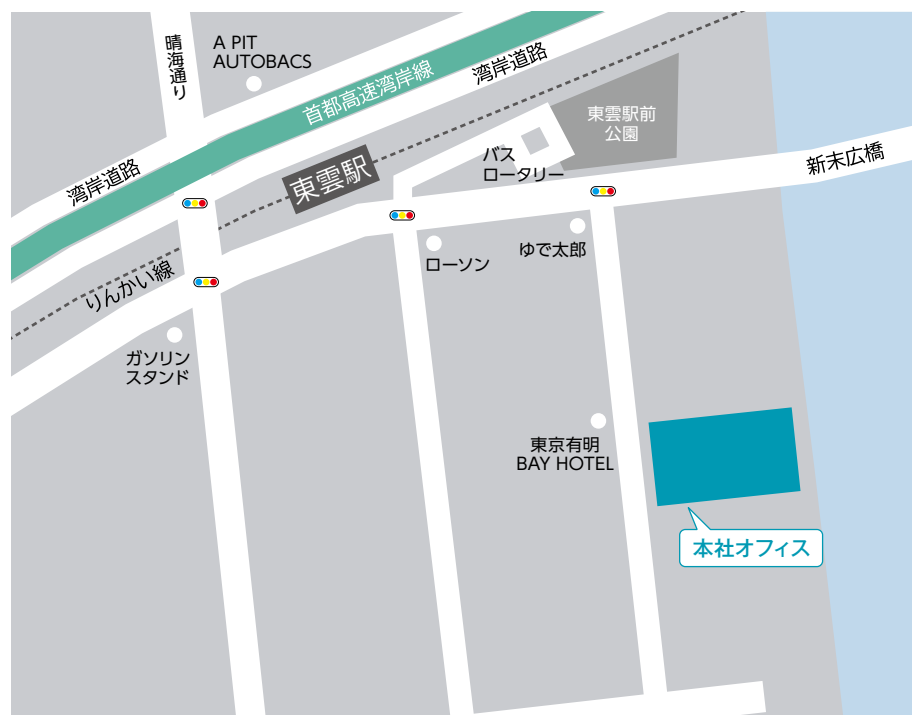 晴海通り
A PIT
AUTOBACS
首都高速湾岸線
湾岸道路
東雲駅前
公園
バス
ロータリー
新末広橋
湾岸道路
東雲駅
ローソン
ゆで太郎
りんかい線
ガソリン
スタンド
東京有明
BAY HOTEL
本社オフィス